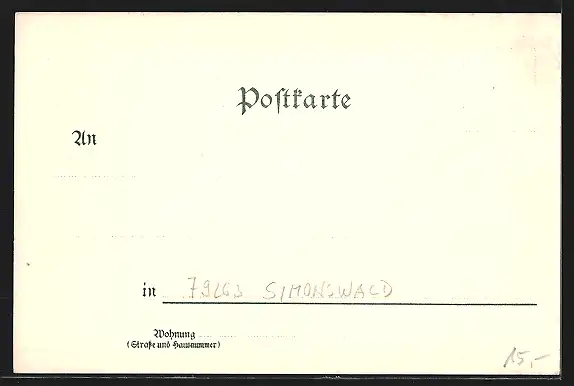 Postkarte
An
in 79263 SIMONSWALD
Wohnung
(Straße und Hausnummer)
15,-